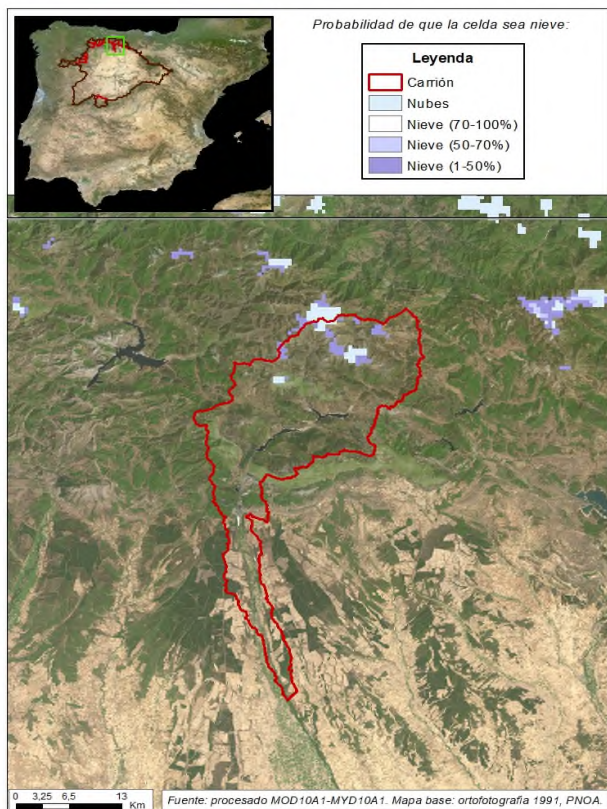 Probabilidad de que la celda sea nieve:
Leyenda
Carrión
Nubes
Nieve (70-100%)
Nieve (50-70%)
Nieve (1-50%)
0 3,25 6,5 13
Km
Fuente: procesado MOD10A1-MYD10A1. Mapa base: ortofotografía 1991, PNOA